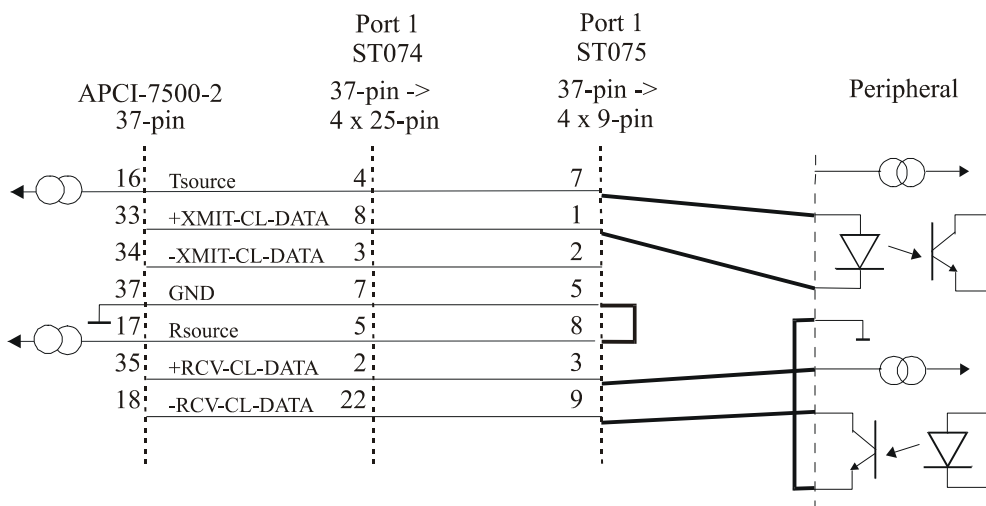 Port 1
ST074
37-pin ->
4 x 25-pin
Port 1
ST075
37-pin ->
4 x 9-pin
APCI-7500-2
37-pin
Peripheral
16 Tsource 4 7
33 +XMIT-CL-DATA 8 1
34 -XMIT-CL-DATA 3 2
37 GND 7 5
17 Rsource 5 8
35 +RCV-CL-DATA 2 3
18 -RCV-CL-DATA 22 9